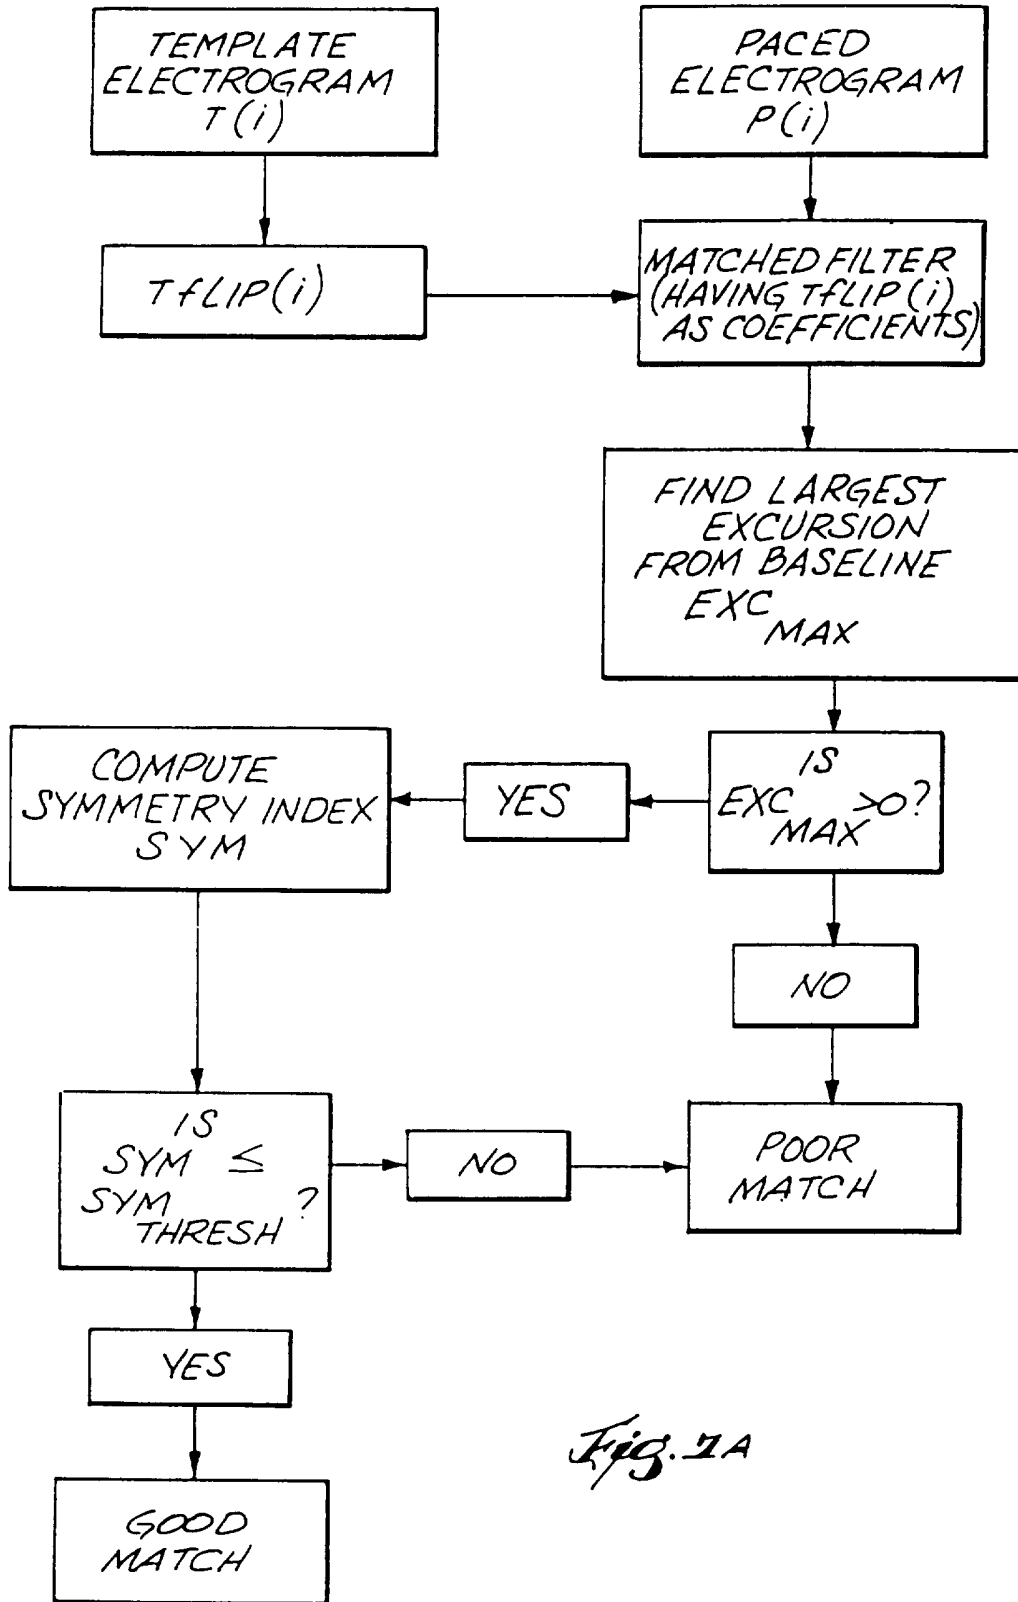 TEMPLATE
ELECTROGRAM
T(i)
PACED
ELECTROGRAM
P(i)
TfLIP(i)
MATCHED FILTER
(HAVING TfLIP(i)
AS COEFFICIENTS)
FIND LARGEST
EXCURSION
FROM BASELINE
EXC
MAX
IS
EXC >0?
MAX
YES
COMPUTE
SYMMETRY INDEX
SYM
NO
IS
SYM ≤
SYM ?
THRESH
NO
POOR
MATCH
YES
GOOD
MATCH
Fig. 1A